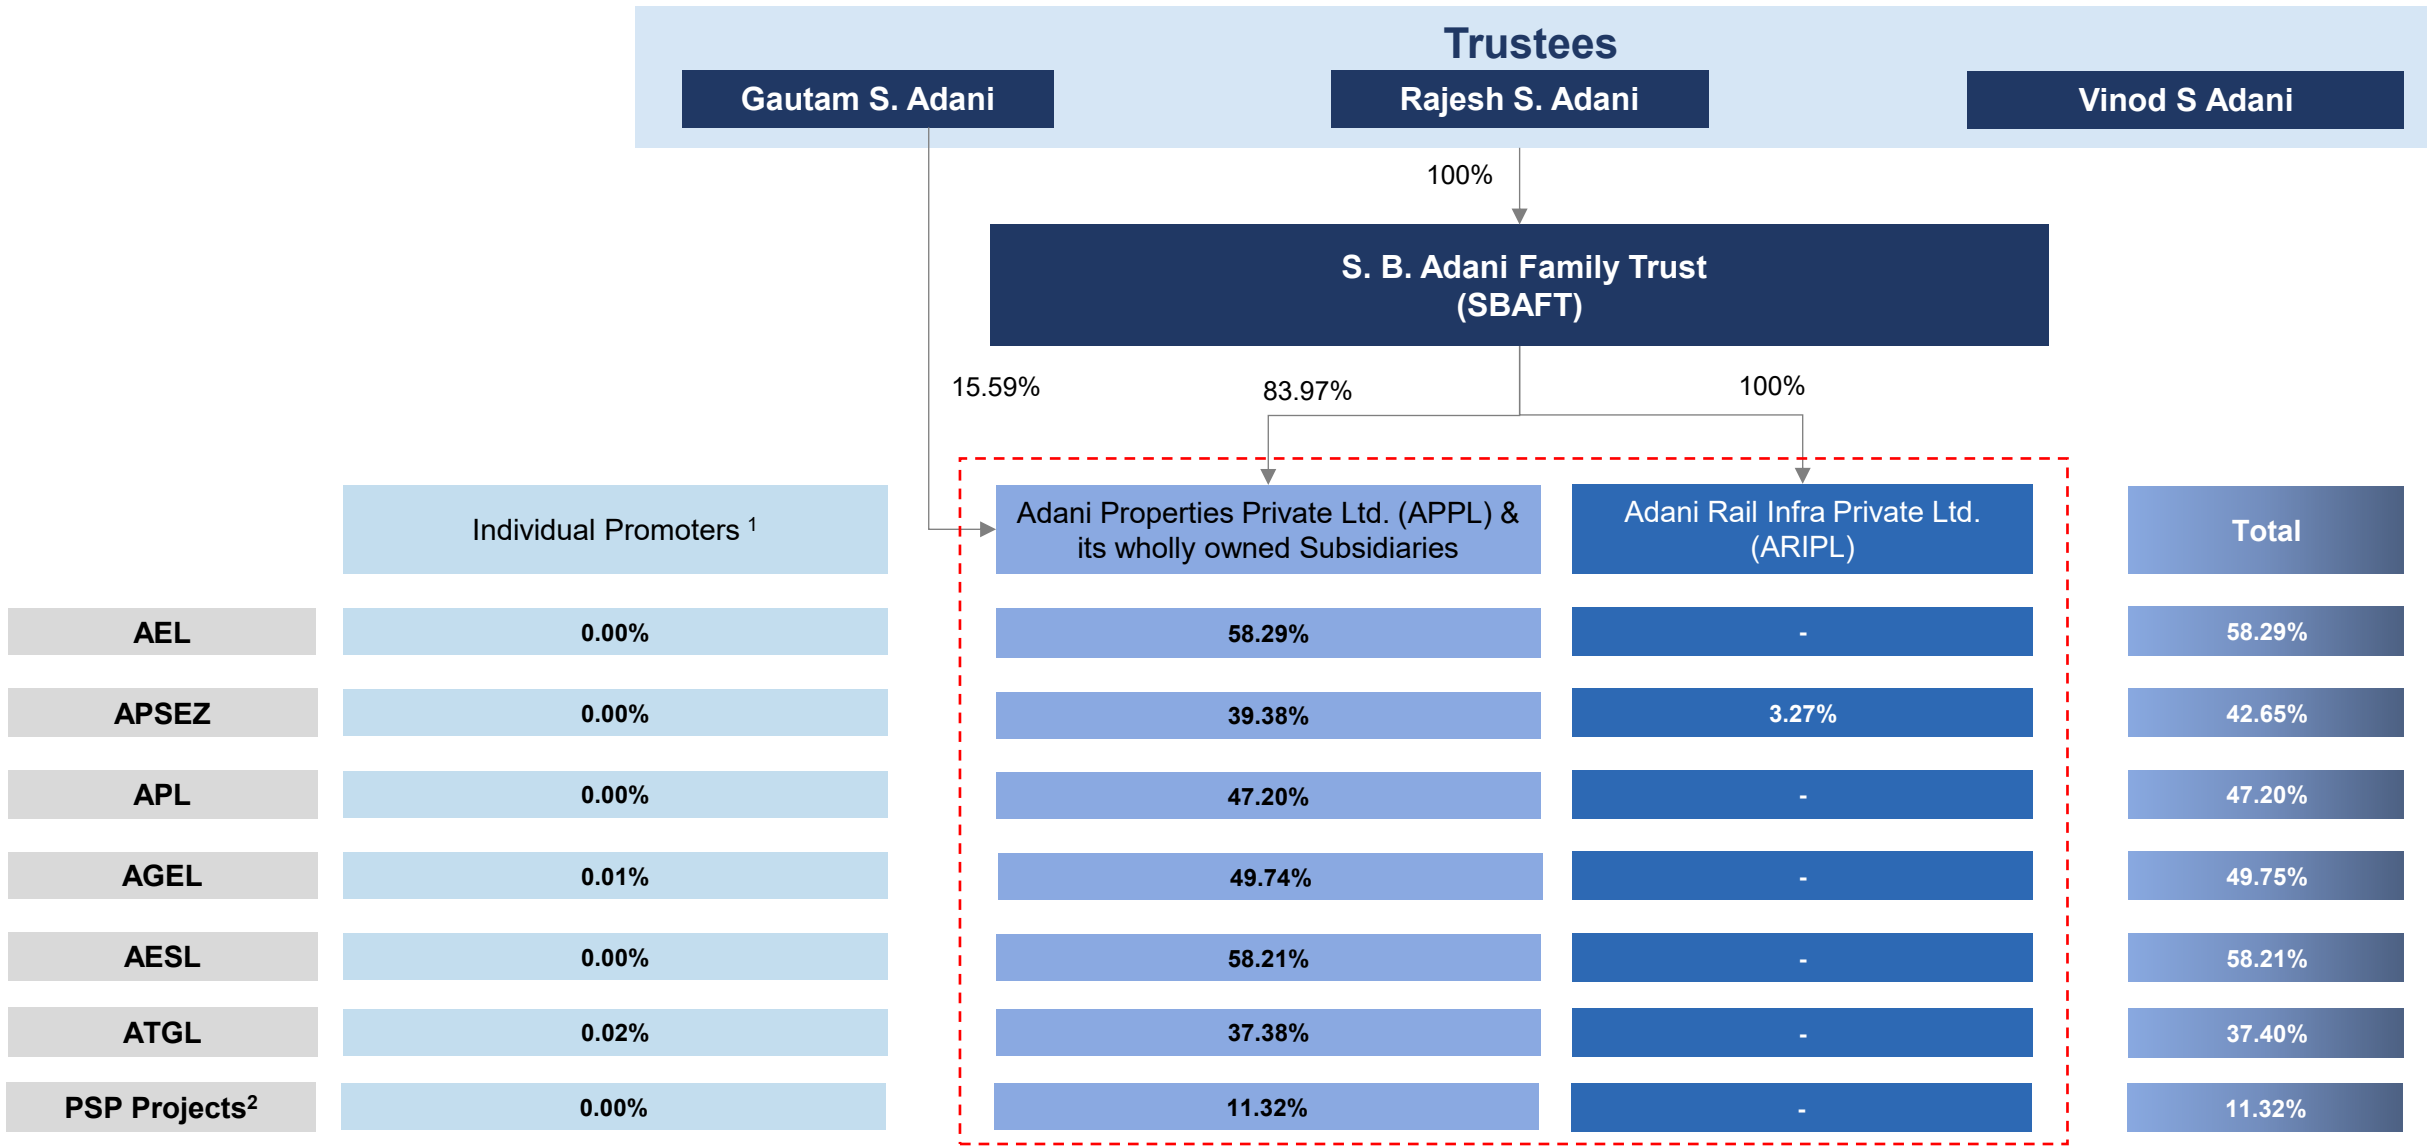 Trustees
Gautam S. Adani
Rajesh S. Adani
Vinod S Adani
100%
S. B. Adani Family Trust
(SBAFT)
15.59%
83.97%
100%
Individual Promoters 1
Adani Properties Private Ltd. (APPL) &
its wholly owned Subsidiaries
Adani Rail Infra Private Ltd.
(ARIPL)
Total
AEL
0.00%
58.29%
-
58.29%
APSEZ
0.00%
39.38%
3.27%
42.65%
APL
0.00%
47.20%
-
47.20%
AGEL
0.01%
49.74%
-
49.75%
AESL
0.00%
58.21%
-
58.21%
ATGL
0.02%
37.38%
-
37.40%
PSP Projects2
0.00%
11.32%
-
11.32%